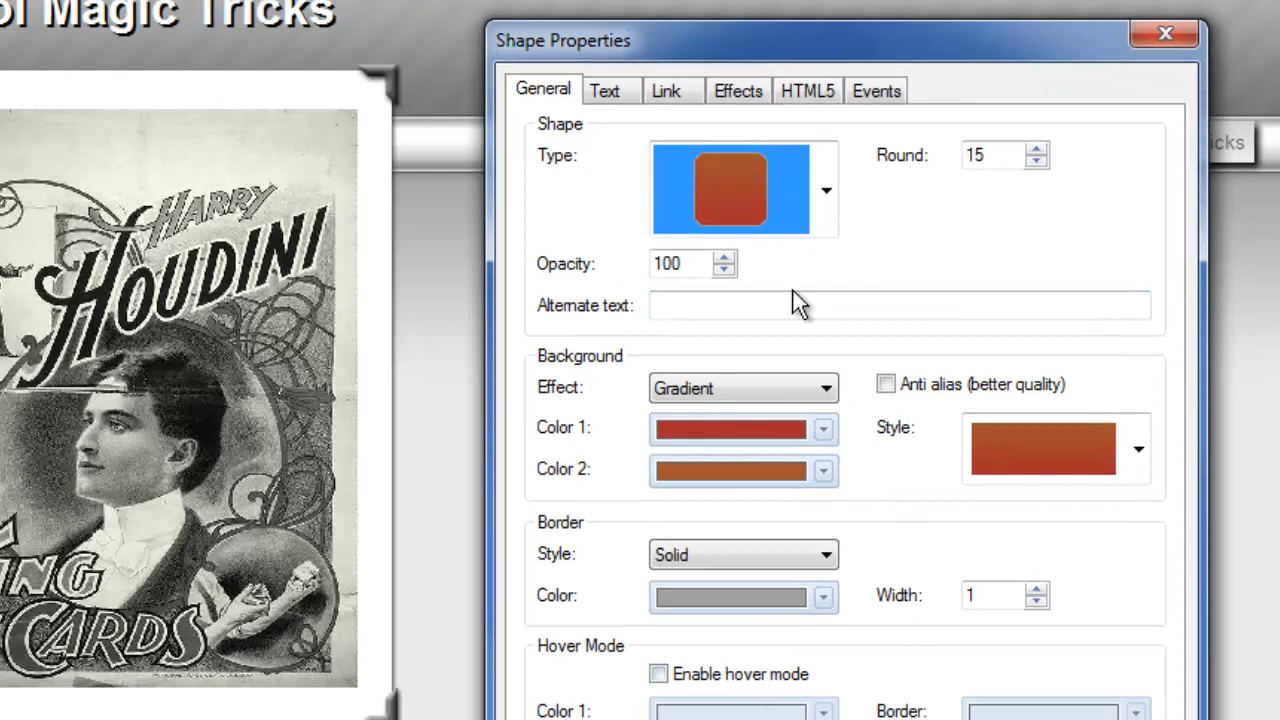 ol Magic Tricks
Shape Properties
General Text Link Effects HTML5 Events
icks
Shape
Type:
Round: 15
Opacity: 100
Alternate text:
Background
Effect: Gradient
Anti alias (better quality)
Color 1:
Style:
Color 2:
Border
Style: Solid
Color:
Width: 1
Hover Mode
Enable hover mode
Color 1:
Border:
HARRY
HOUDINI
ING
CARDS